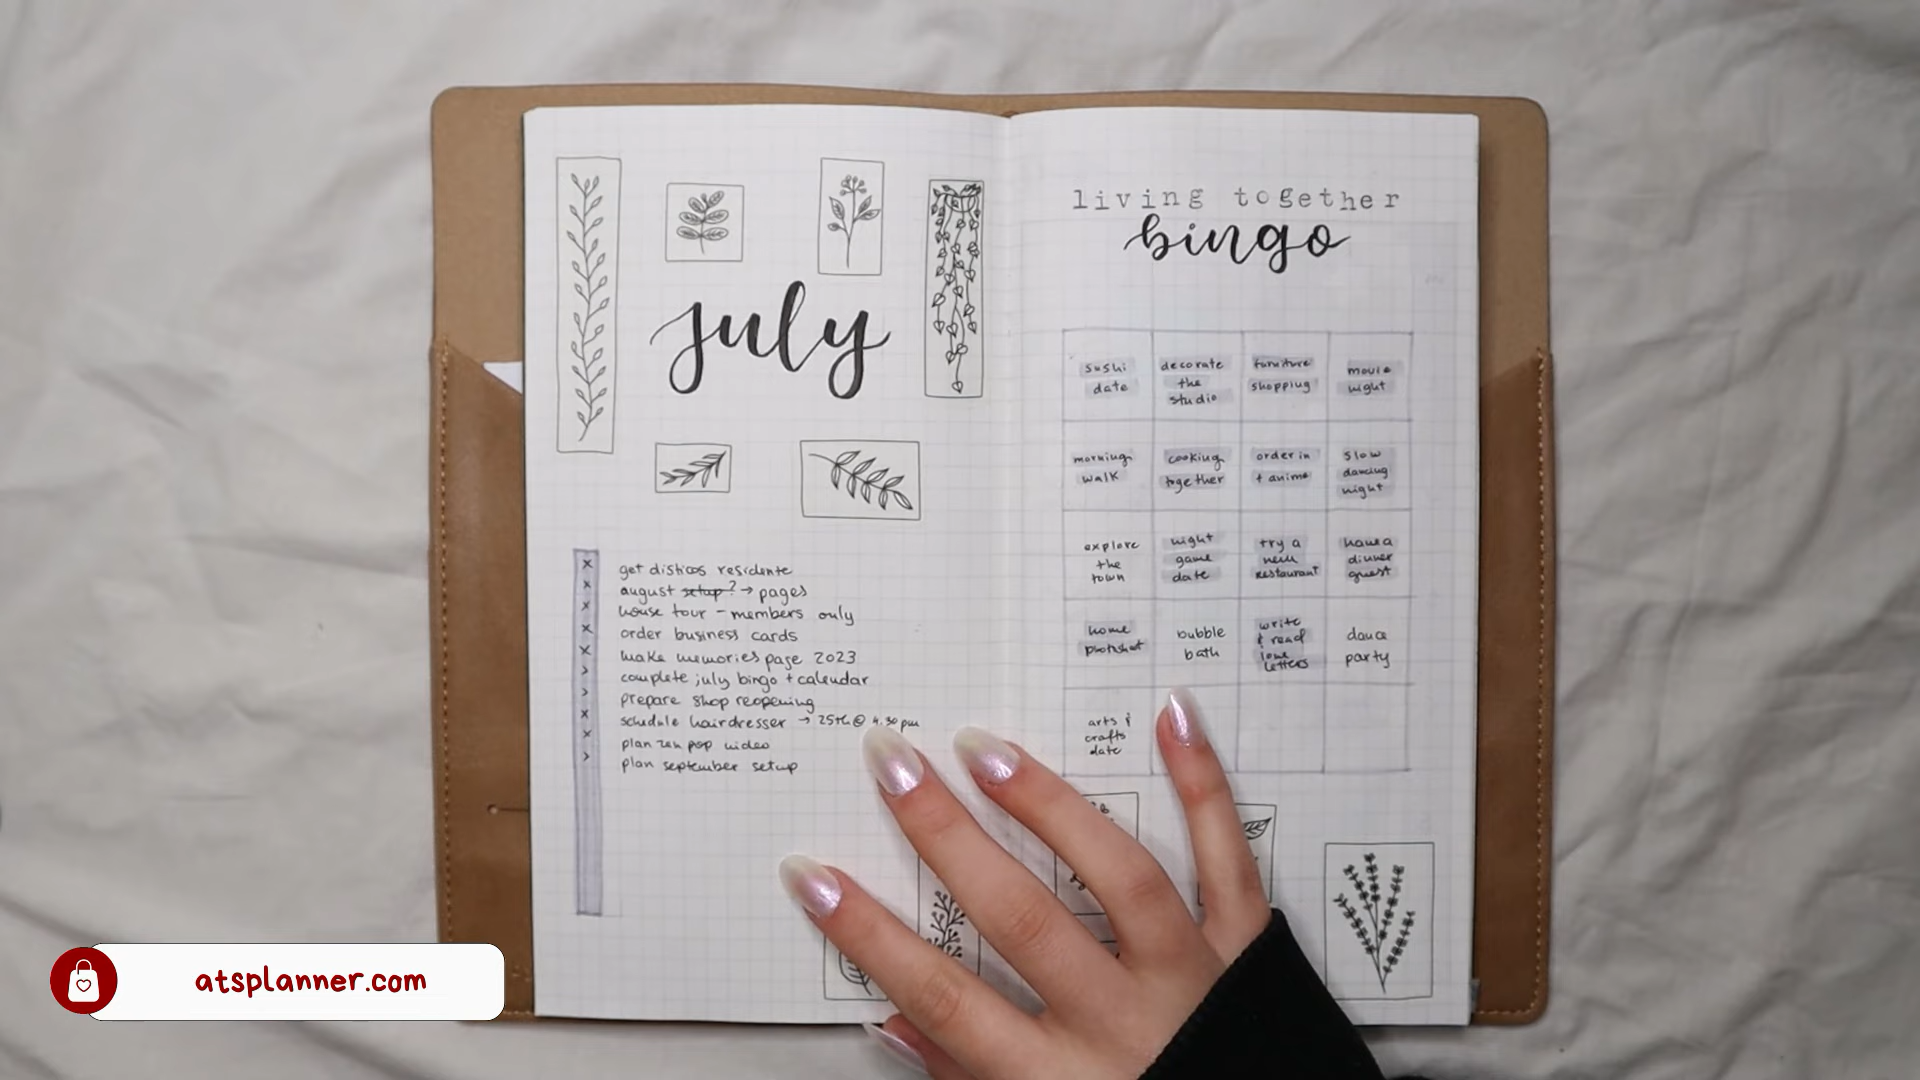 july
x get distikos residente
x august setup? → pages
x house tour - members only
x order business cards
x make memories page 2023
> complete july bingo + calendar
> prepare shop reopening
x schedule hairdresser → 25th @ 4.30 pm
x plan zen pop video
> plan september setup
living together
bingo
sushi
date
decorate
the
studio
furniture
shopping
movie
night
morning
walk
cooking
together
order in
+ anime
slow
dancing
night
explore
the
town
night
game
date
try a
new
restaurant
have a
dinner
guest
home
photoshoot
bubble
bath
write
& read
love
letters
dance
party
arts &
crafts
date
atsplanner.com